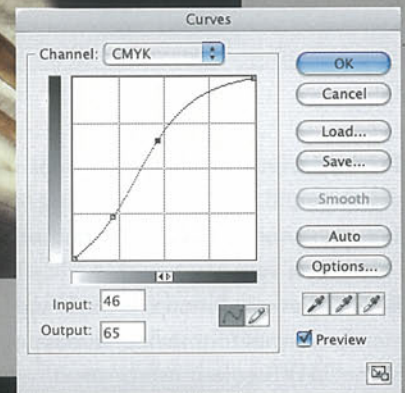 Curves
Channel: CMYK
OK
Cancel
Load...
Save...
Smooth
Auto
Options...
Input: 46
Output: 65
Preview